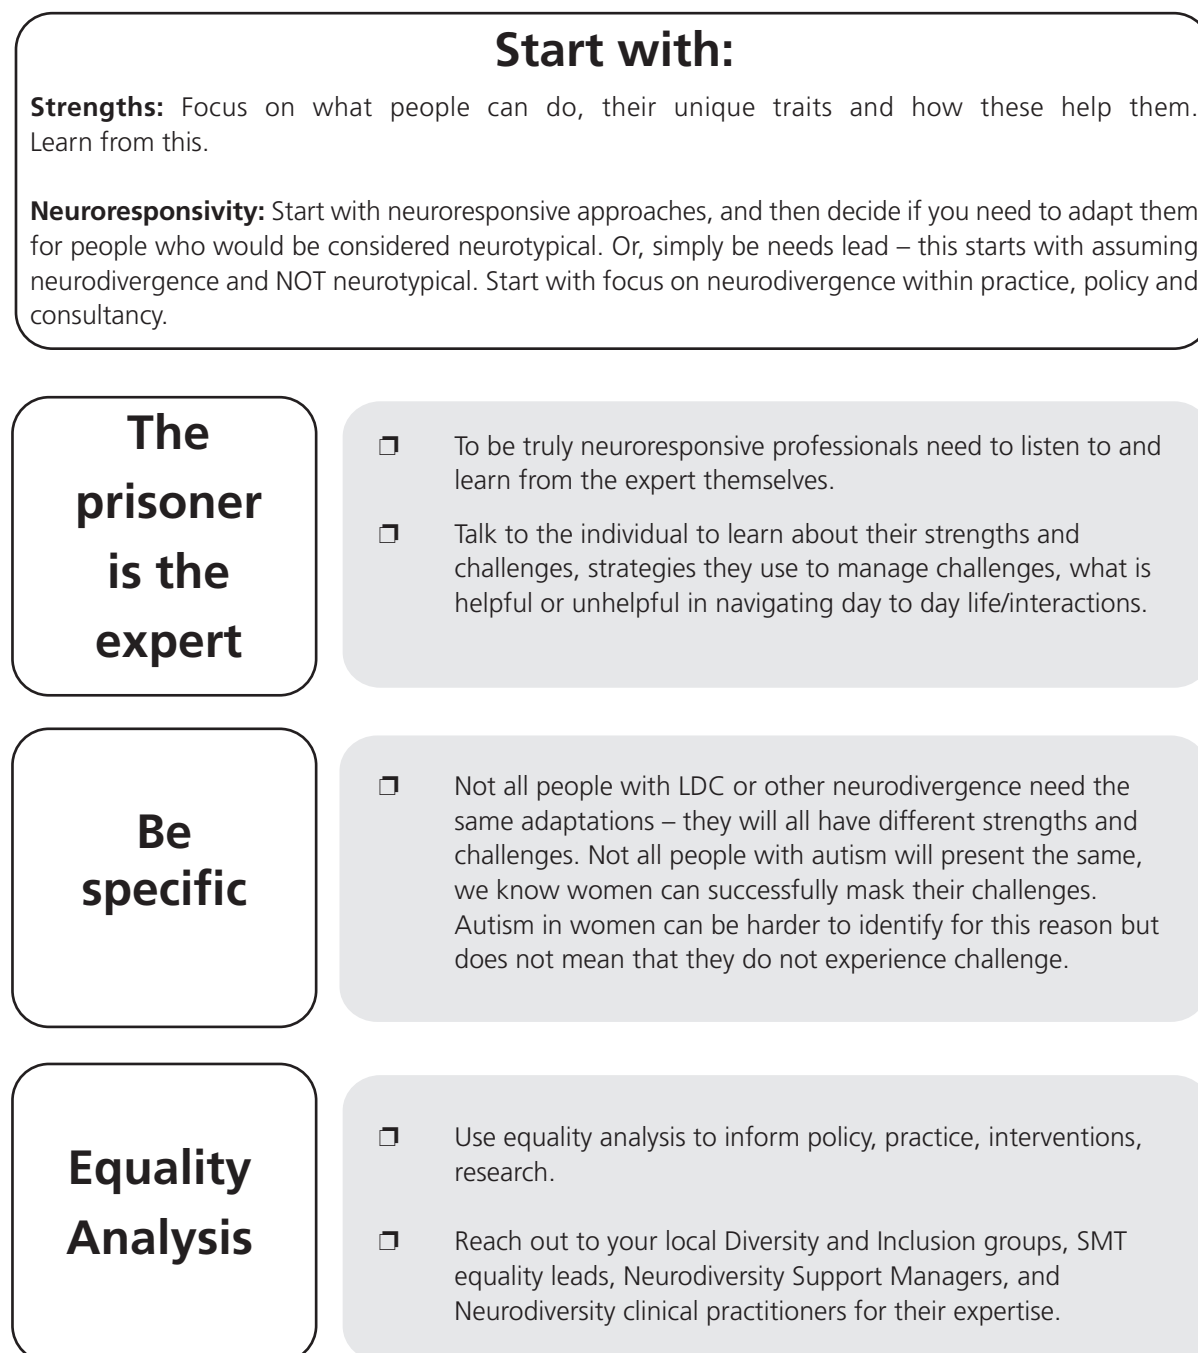 Start with:
Strengths: Focus on what people can do, their unique traits and how these help them.
Learn from this.
Neuroresponsivity: Start with neuroresponsive approaches, and then decide if you need to adapt them
for people who would be considered neurotypical. Or, simply be needs lead – this starts with assuming
neurodivergence and NOT neurotypical. Start with focus on neurodivergence within practice, policy and
consultancy.
The
prisoner
is the
expert
❐ To be truly neuroresponsive professionals need to listen to and
learn from the expert themselves.
❐ Talk to the individual to learn about their strengths and
challenges, strategies they use to manage challenges, what is
helpful or unhelpful in navigating day to day life/interactions.
Be
specific
❐ Not all people with LDC or other neurodivergence need the
same adaptations – they will all have different strengths and
challenges. Not all people with autism will present the same,
we know women can successfully mask their challenges.
Autism in women can be harder to identify for this reason but
does not mean that they do not experience challenge.
Equality
Analysis
❐ Use equality analysis to inform policy, practice, interventions,
research.
❐ Reach out to your local Diversity and Inclusion groups, SMT
equality leads, Neurodiversity Support Managers, and
Neurodiversity clinical practitioners for their expertise.